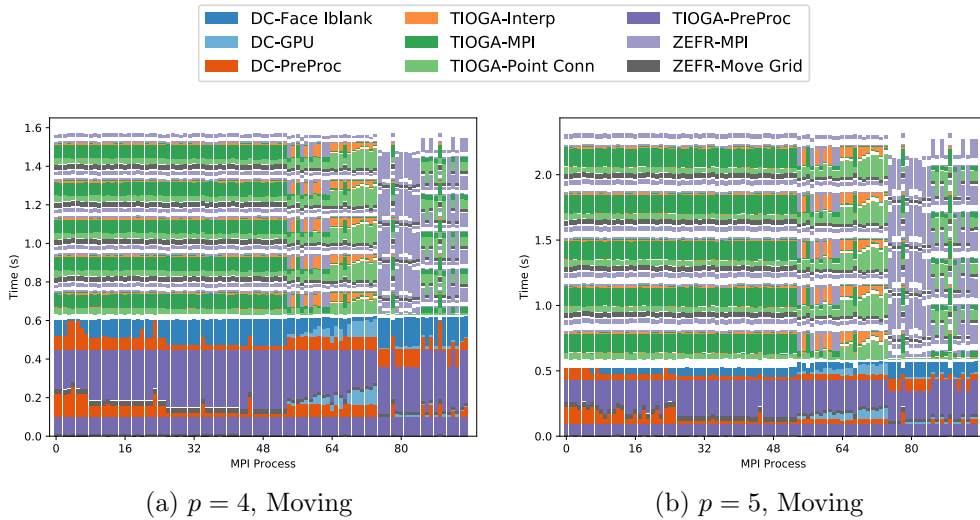 DC-Face Iblank
TIOGA-Interp
TIOGA-PreProc
DC-GPU
TIOGA-MPI
ZEFR-MPI
DC-PreProc
TIOGA-Point Conn
ZEFR-Move Grid
1.6
1.4
1.2
1.0
0.8
0.6
0.4
0.2
0.0
Time (s)
0 16 32 48 64 80
MPI Process
2.0
1.5
1.0
0.5
0.0
Time (s)
0 16 32 48 64 80
MPI Process
(a) p = 4, Moving
(b) p = 5, Moving